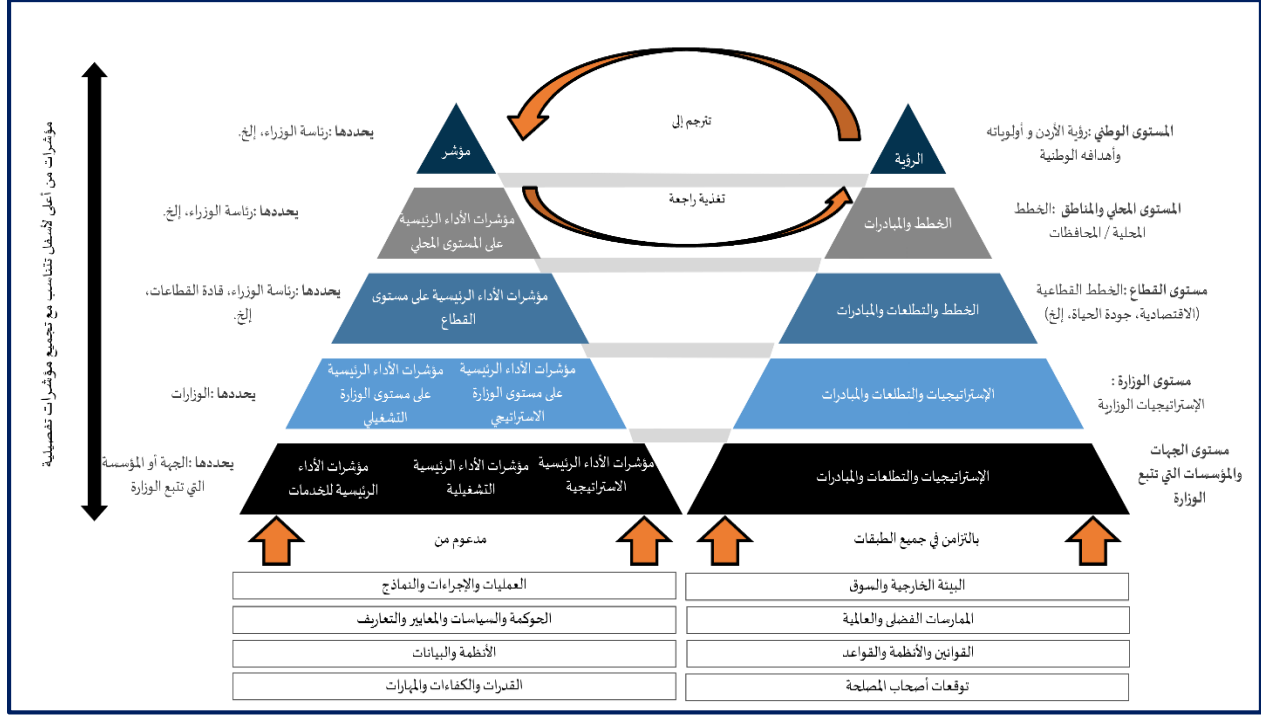 تترجم إلى
المستوى الوطني :رؤية الأردن و أولوياته
وأهدافه الوطنية
الرؤية
مؤشر
يحددها :رئاسة الوزراء، إلخ.
تغذية راجعة
المستوى المحلي والمناطق :الخطط
المحلية / المحافظات
الخطط والمبادرات
مؤشرات الأداء الرئيسية
على المستوى المحلي
يحددها :رئاسة الوزراء، إلخ.
مستوى القطاع :الخطط القطاعية
(الاقتصادية، جودة الحياة، إلخ)
الخطط والتطلعات والمبادرات
مؤشرات الأداء الرئيسية على مستوى
القطاع
يحددها :رئاسة الوزراء، قادة القطاعات،
إلخ.
مستوى الوزارة :
الإستراتيجيات الوزارية
الإستراتيجيات والتطلعات والمبادرات
مؤشرات الأداء الرئيسية
على مستوى الوزارة
الاستراتيجي
مؤشرات الأداء الرئيسية
على مستوى الوزارة
التشغيلي
يحددها :الوزارات
مستوى الجهات
والمؤسسات التي تتبع
الوزارة
الإستراتيجيات والتطلعات والمبادرات
مؤشرات الأداء الرئيسية
الاستراتيجية
مؤشرات الأداء الرئيسية
التشغيلية
مؤشرات الأداء
الرئيسية للخدمات
يحددها :الجهة أو المؤسسة
التي تتبع الوزارة
مؤشرات من أعلى لأسفل تتناسب مع تجميع مؤشرات تفصيلية
بالتزامن في جميع الطبقات
البيئة الخارجية والسوق
الممارسات الفضلى والعالمية
القوانين والأنظمة والقواعد
توقعات أصحاب المصلحة
مدعوم من
العمليات والإجراءات والنماذج
الحوكمة والسياسات والمعايير والتعاريف
الأنظمة والبيانات
القدرات والكفاءات والمهارات